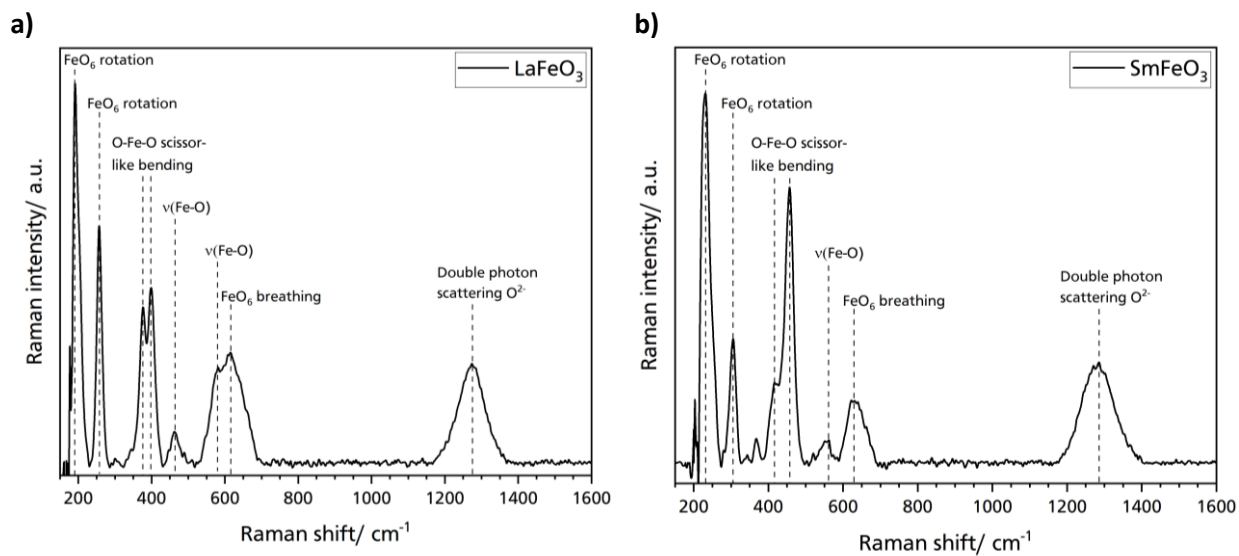 a)
FeO₆ rotation
LaFeO₃
FeO₆ rotation
O-Fe-O scissor-
like bending
ν(Fe-O)
ν(Fe-O)
FeO₆ breathing
Double photon
scattering O²⁻
Raman intensity/ a.u.
200 400 600 800 1000 1200 1400 1600
Raman shift/ cm⁻¹
b)
FeO₆ rotation
SmFeO₃
FeO₆ rotation
O-Fe-O scissor-
like bending
ν(Fe-O)
FeO₆ breathing
Double photon
scattering O²⁻
Raman intensity/ a.u.
200 400 600 800 1000 1200 1400 1600
Raman shift/ cm⁻¹